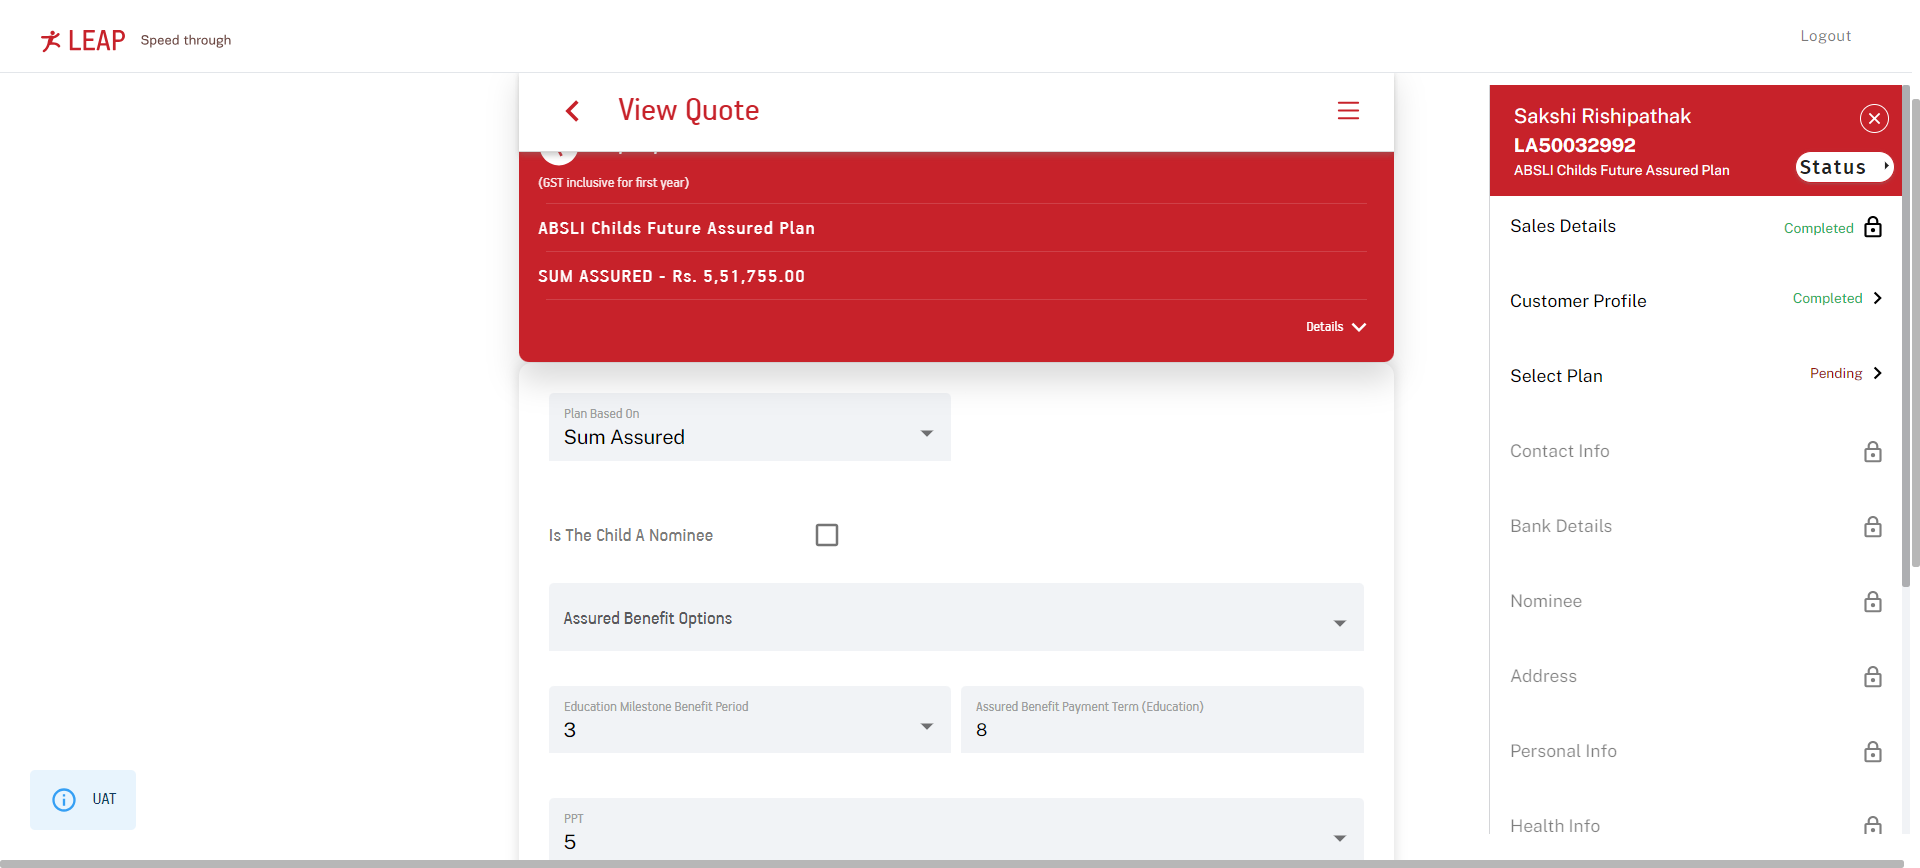 LEAP Speed through
Logout
View Quote
(GST inclusive for first year)
ABSLI Childs Future Assured Plan
SUM ASSURED - Rs. 5,51,755.00
Details
Plan Based On
Sum Assured
Is The Child A Nominee
Assured Benefit Options
Education Milestone Benefit Period
3
Assured Benefit Payment Term (Education)
8
PPT
5
UAT
Sakshi Rishipathak
LA50032992
ABSLI Childs Future Assured Plan
Status
Sales Details Completed
Customer Profile Completed
Select Plan Pending
Contact Info
Bank Details
Nominee
Address
Personal Info
Health Info